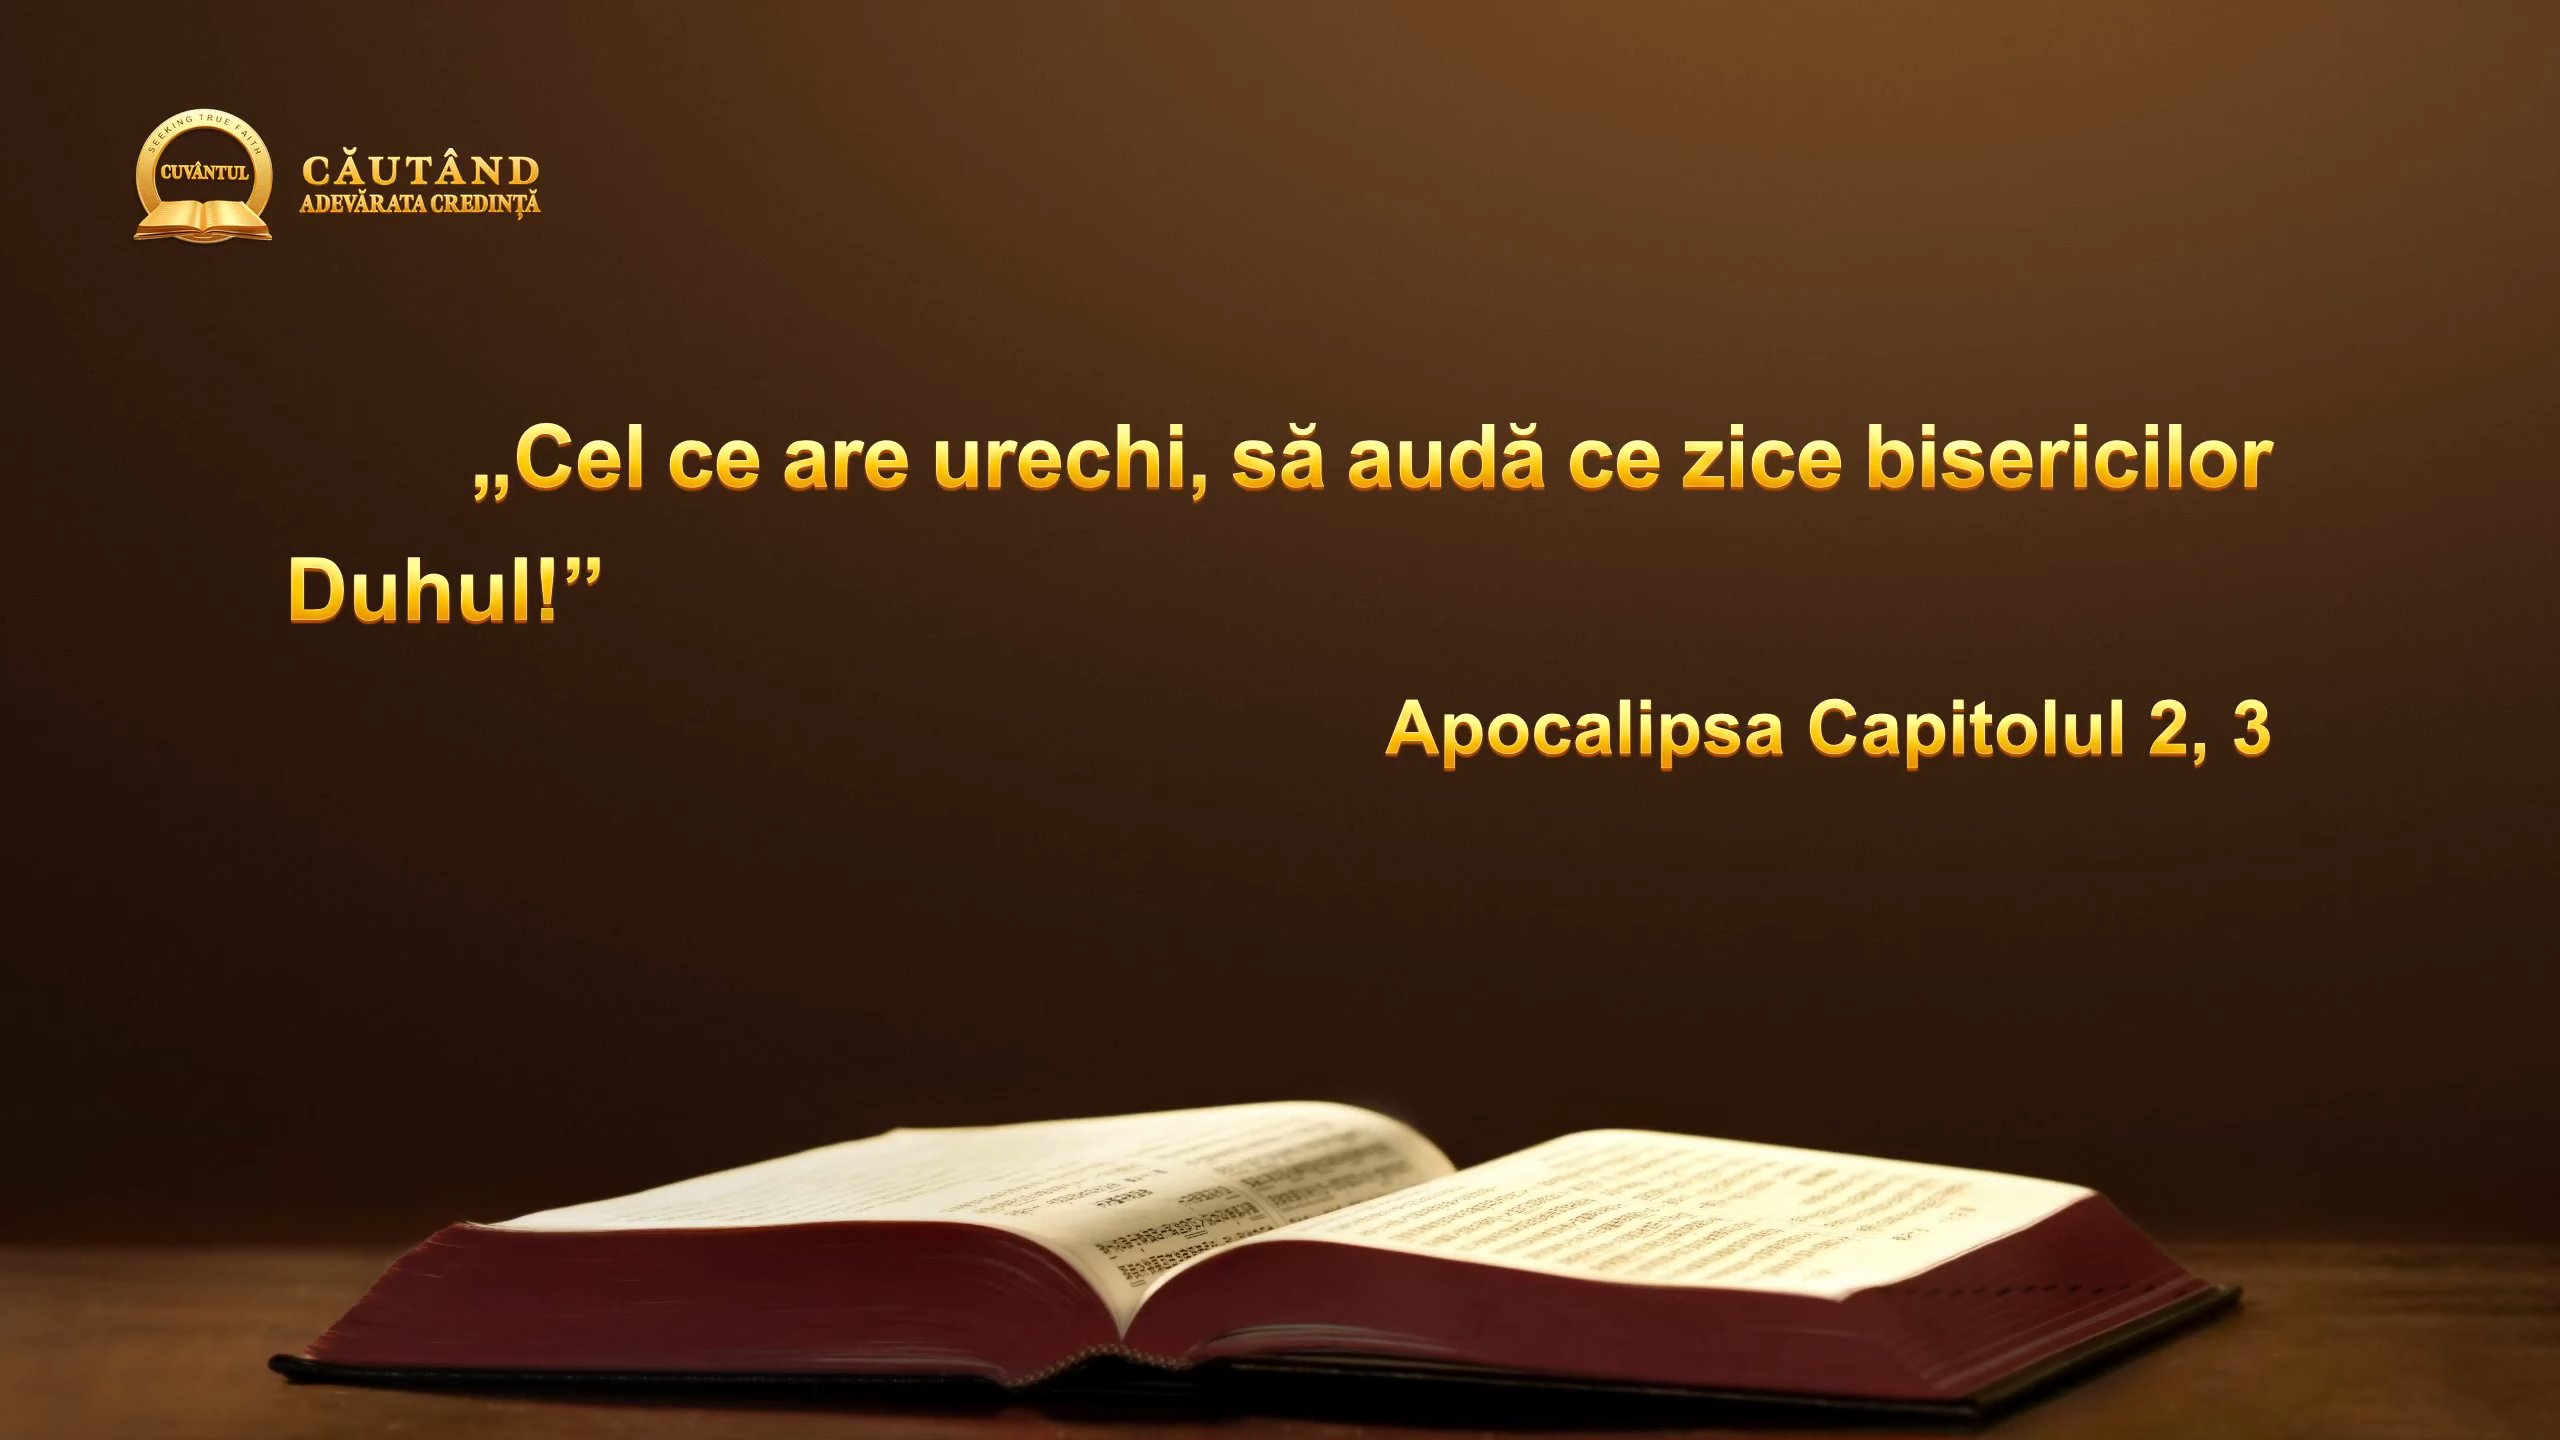 SEEKING TRUE FAITH
CUVÂNTUL
CĂUTÂND
ADEVĂRATA CREDINȚĂ
„Cel ce are urechi, să audă ce zice bisericilor
Duhul!”
Apocalipsa Capitolul 2, 3